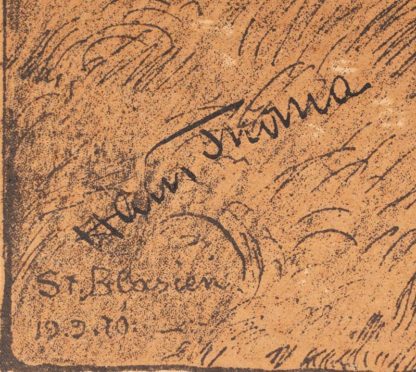 Hans Thoma
St. Blasien
19.9.10.